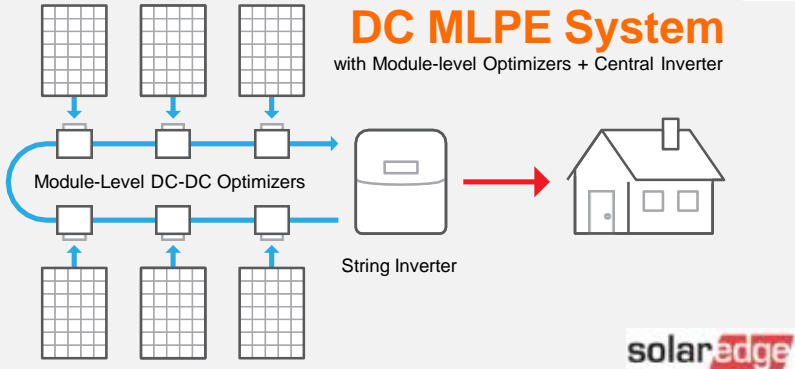 DC MLPE System
with Module-level Optimizers + Central Inverter
Module-Level DC-DC Optimizers
String Inverter
solaredge